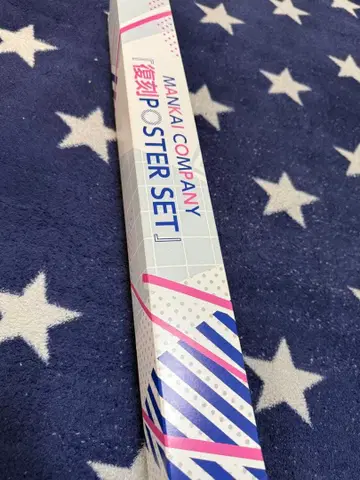 MANKAI COMPANY
『復刻POSTER SET』